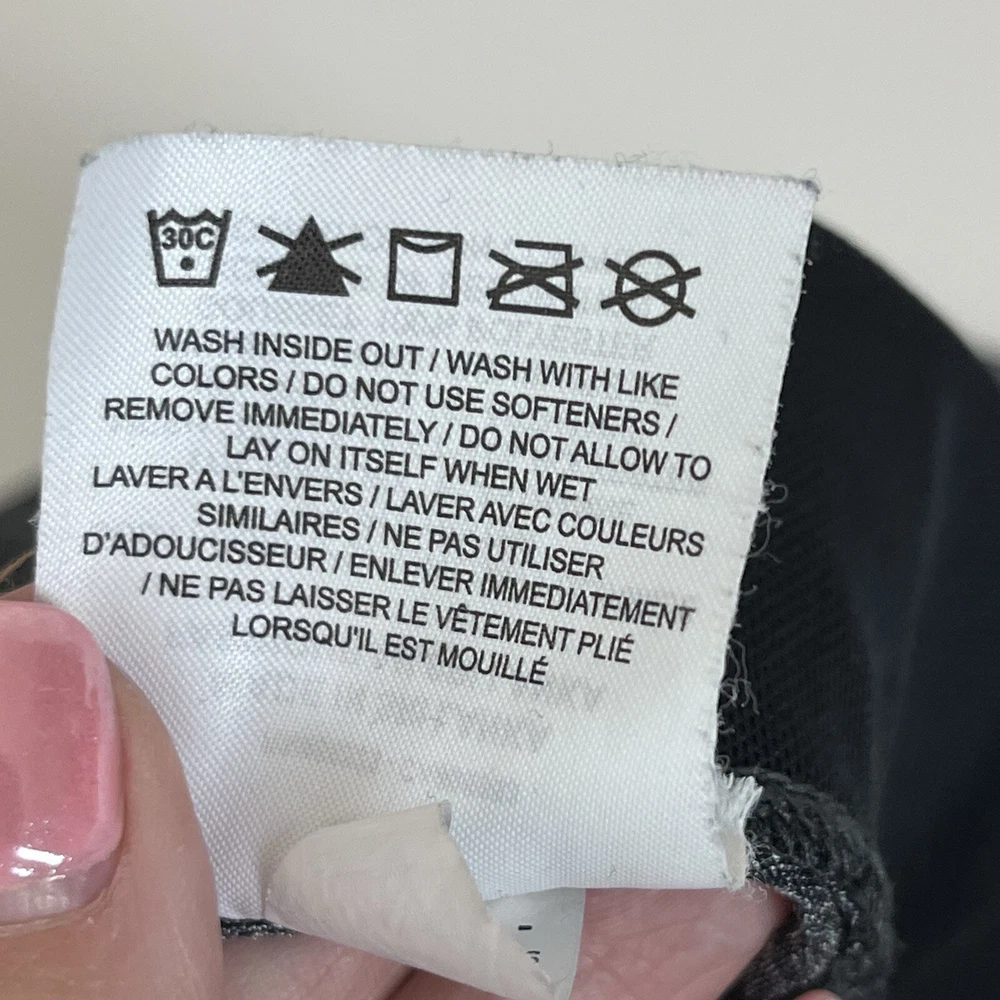 30C
WASH INSIDE OUT / WASH WITH LIKE
COLORS / DO NOT USE SOFTENERS /
REMOVE IMMEDIATELY / DO NOT ALLOW TO
LAY ON ITSELF WHEN WET
LAVER A L'ENVERS / LAVER AVEC COULEURS
SIMILAIRES / NE PAS UTILISER
D'ADOUCISSEUR / ENLEVER IMMEDIATEMENT
/ NE PAS LAISSER LE VÊTEMENT PLIÉ
LORSQU'IL EST MOUILLÉ